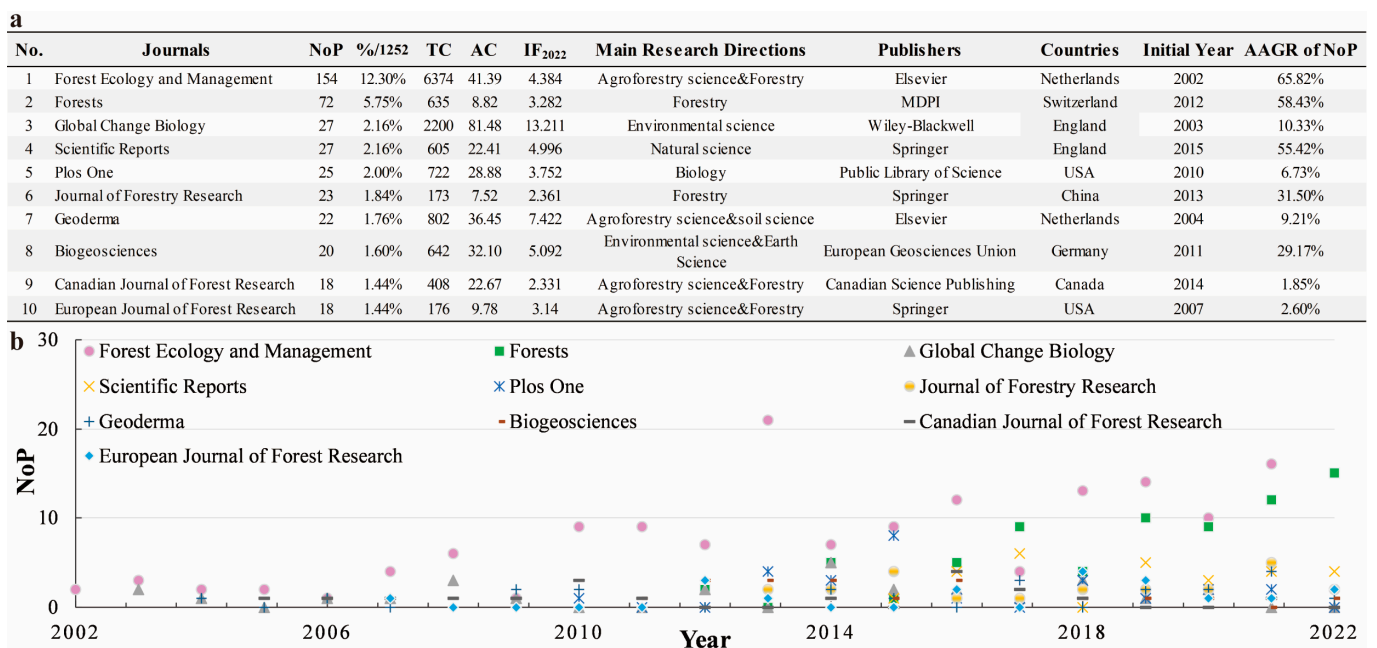 a
No. Journals NoP %/1252 TC AC IF2022 Main Research Directions Publishers Countries Initial Year AAGR of NoP
1 Forest Ecology and Management 154 12.30% 6374 41.39 4.384 Agroforestry science&Forestry Elsevier Netherlands 2002 65.82%
2 Forests 72 5.75% 635 8.82 3.282 Forestry MDPI Switzerland 2012 58.43%
3 Global Change Biology 27 2.16% 2200 81.48 13.211 Environmental science Wiley-Blackwell England 2003 10.33%
4 Scientific Reports 27 2.16% 605 22.41 4.996 Natural science Springer England 2015 55.42%
5 Plos One 25 2.00% 722 28.88 3.752 Biology Public Library of Science USA 2010 6.73%
6 Journal of Forestry Research 23 1.84% 173 7.52 2.361 Forestry Springer China 2013 31.50%
7 Geoderma 22 1.76% 802 36.45 7.422 Agroforestry science&soil science Elsevier Netherlands 2004 9.21%
8 Biogeosciences 20 1.60% 642 32.10 5.092 Environmental science&Earth
Science European Geosciences Union Germany 2011 29.17%
9 Canadian Journal of Forest Research 18 1.44% 408 22.67 2.331 Agroforestry science&Forestry Canadian Science Publishing Canada 2014 1.85%
10 European Journal of Forest Research 18 1.44% 176 9.78 3.14 Agroforestry science&Forestry Springer USA 2007 2.60%
b
30
Forest Ecology and Management Forests Global Change Biology
Scientific Reports Plos One Journal of Forestry Research
Geoderma Biogeosciences Canadian Journal of Forest Research
European Journal of Forest Research
20
NoP
10
0
2002 2006 2010 2014 2018 2022
Year